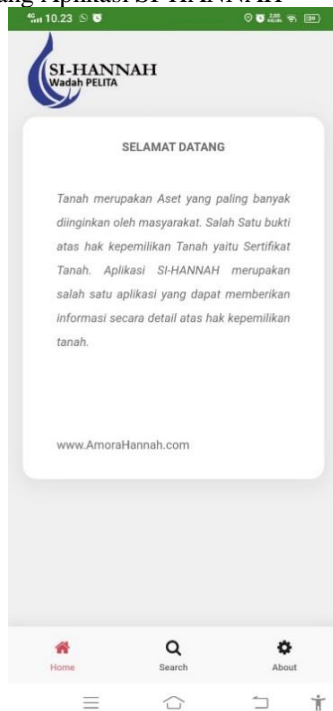 ang Aplikasi SI-HANNAH
4G 10.23
SI-HANNAH
Wadah PELITA
SELAMAT DATANG
Tanah merupakan Aset yang paling banyak
diinginkan oleh masyarakat. Salah Satu bukti
atas hak kepemilikan Tanah yaitu Sertifikat
Tanah. Aplikasi SI-HANNAH merupakan
salah satu aplikasi yang dapat memberikan
informasi secara detail atas hak kepemilikan
tanah.
www.AmoraHannah.com
Home Search About